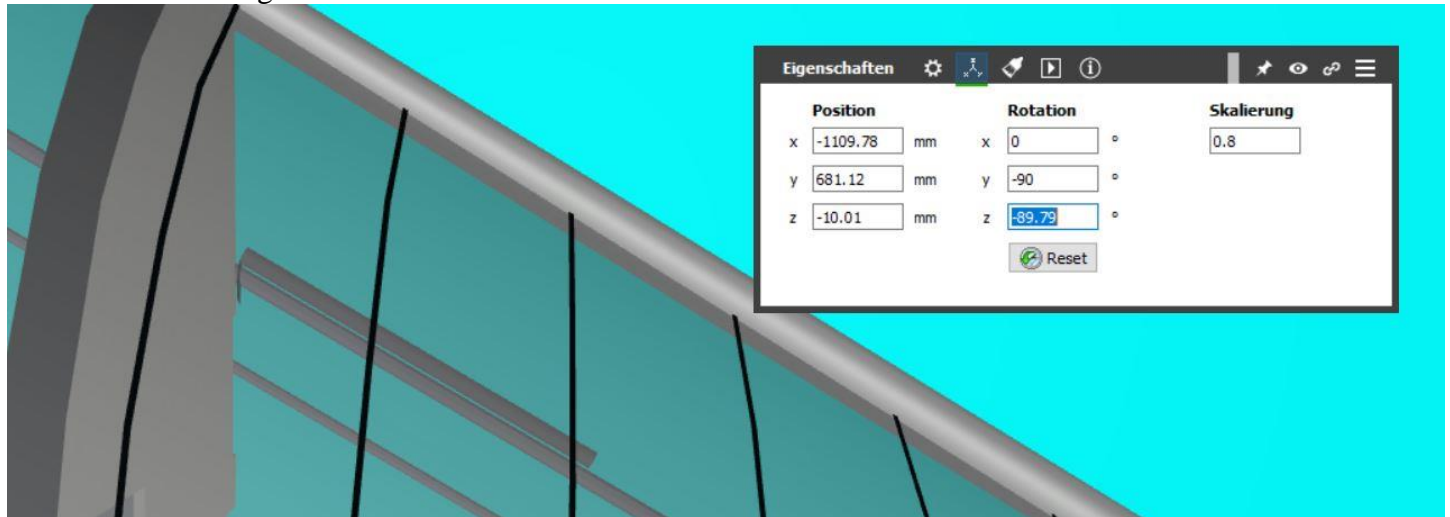 Eigenschaften
Position Rotation Skalierung
x -1109.78 mm x 0 ° 0.8
y 681.12 mm y -90 °
z -10.01 mm z -89.79 °
Reset